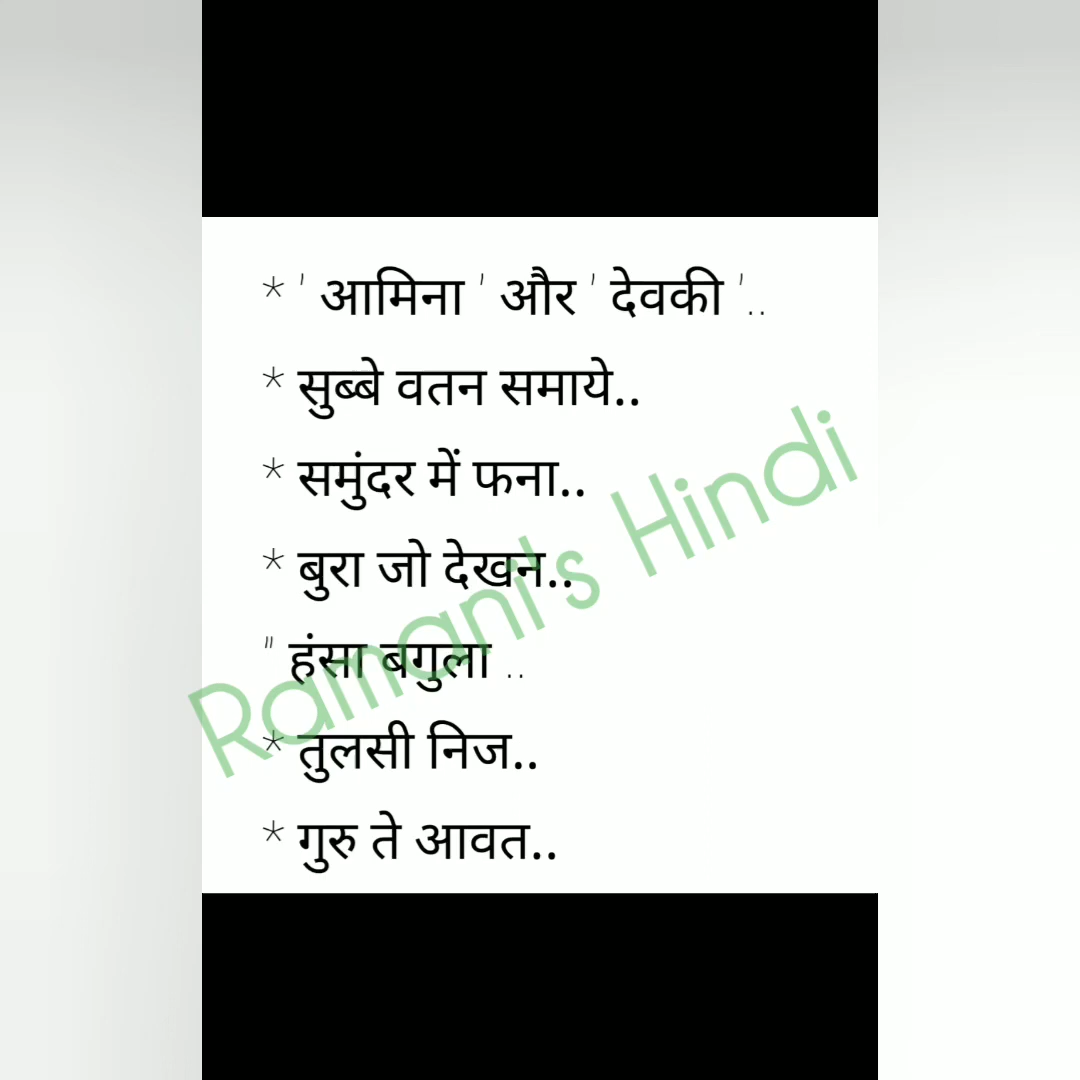 * ' आमिना ' और ' देवकी '..
* सुब्बे वतन समाये..
* समुंदर में फना..
* बुरा जो देखन..
" हंसा बगुला ..
* तुलसी निज..
* गुरु ते आवत..
Ramani's Hindi